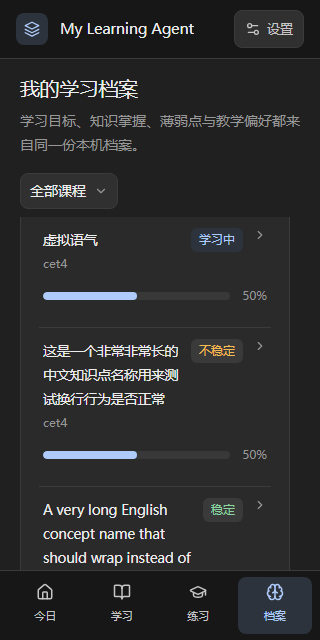 My Learning Agent
设置
我的学习档案
学习目标、知识掌握、薄弱点与教学偏好都来
自同一份本机档案。
全部课程
虚拟语气
学习中
cet4
50%
这是一个非常非常长的
不稳定
中文知识点名称用来测
试换行行为是否正常
cet4
50%
A very long English
稳定
concept name that
should wrap instead of
今日
学习
练习
档案